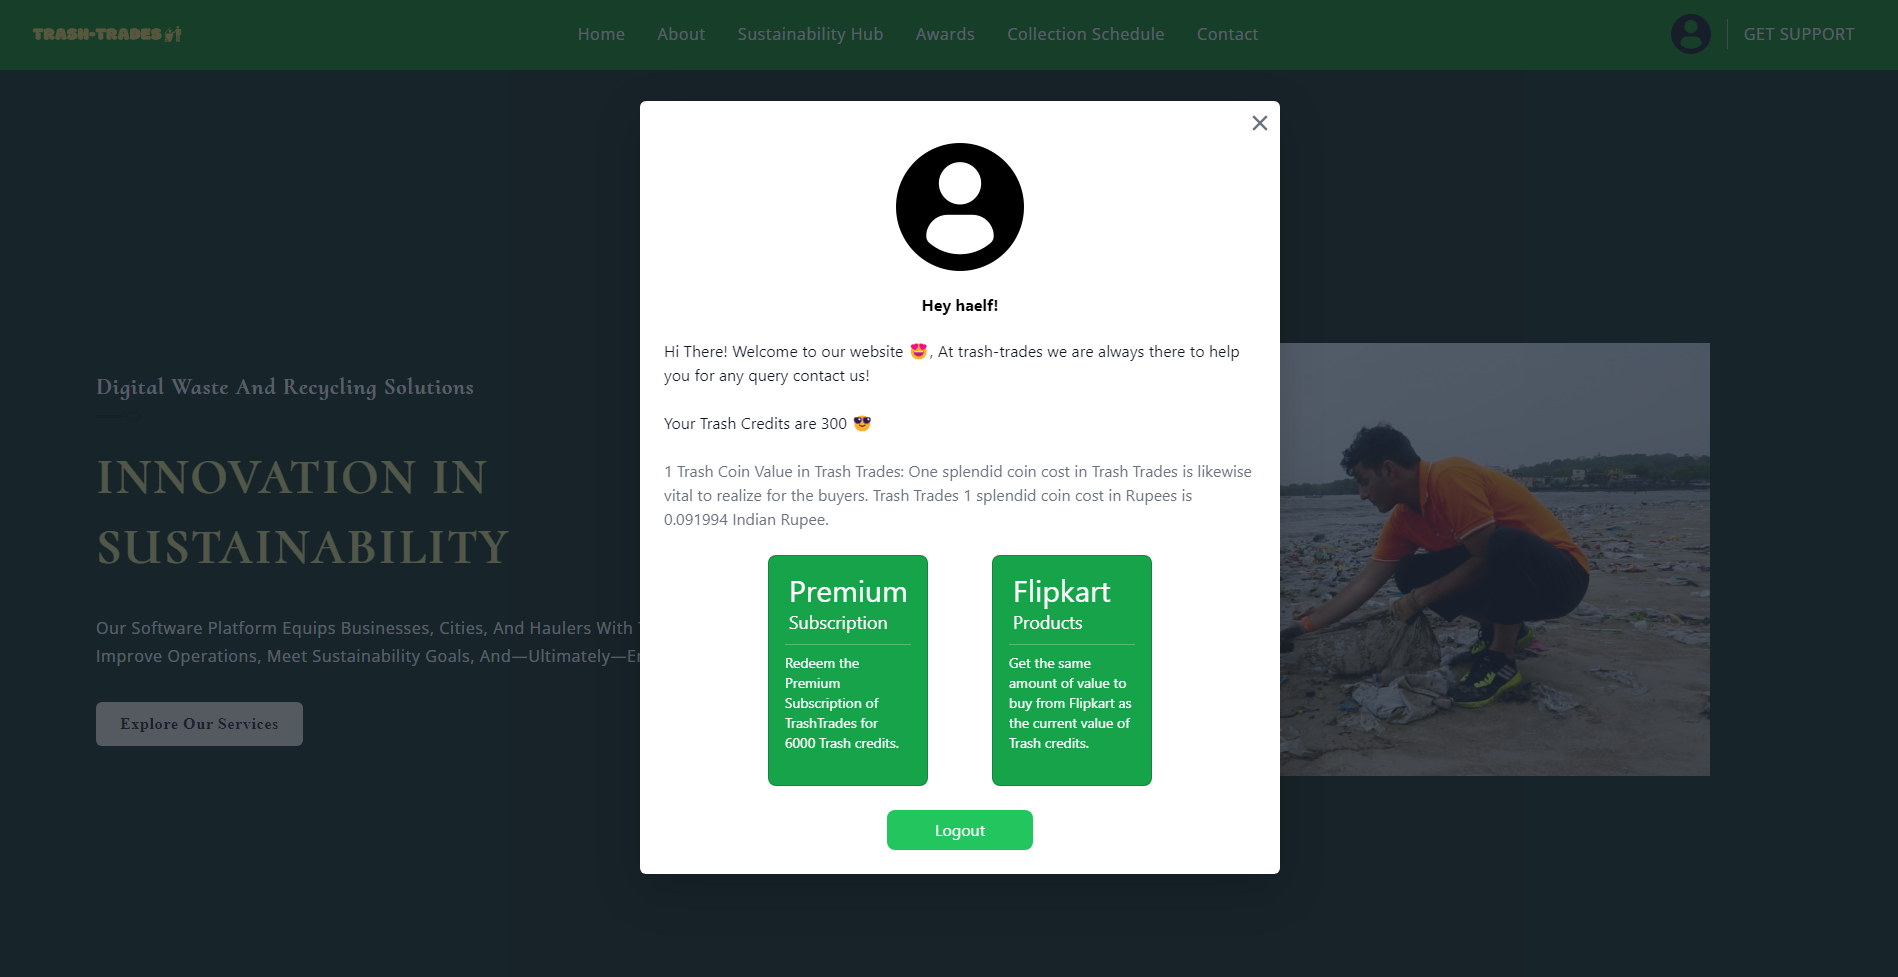 TRASH-TRADES
Home About Sustainability Hub Awards Collection Schedule Contact
GET SUPPORT
Digital Waste And Recycling Solutions
INNOVATION IN
SUSTAINABILITY
Our Software Platform Equips Businesses, Cities, And Haulers With
Improve Operations, Meet Sustainability Goals, And—Ultimately—
Explore Our Services
Hey haelf!
Hi There! Welcome to our website 😍, At trash-trades we are always there to help
you for any query contact us!
Your Trash Credits are 300 😎
1 Trash Coin Value in Trash Trades: One splendid coin cost in Trash Trades is likewise
vital to realize for the buyers. Trash Trades 1 splendid coin cost in Rupees is
0.091994 Indian Rupee.
Premium
Subscription
Redeem the
Premium
Subscription of
TrashTrades for
6000 Trash credits.
Flipkart
Products
Get the same
amount of value to
buy from Flipkart as
the current value of
Trash credits.
Logout